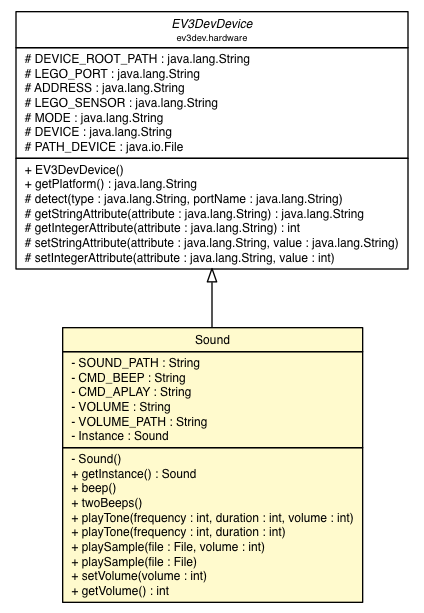 EV3DevDevice
ev3dev.hardware
# DEVICE_ROOT_PATH : java.lang.String
# LEGO_PORT : java.lang.String
# ADDRESS : java.lang.String
# LEGO_SENSOR : java.lang.String
# MODE : java.lang.String
# DEVICE : java.lang.String
# PATH_DEVICE : java.io.File
+ EV3DevDevice()
+ getPlatform() : java.lang.String
# detect(type : java.lang.String, portName : java.lang.String)
# getStringAttribute(attribute : java.lang.String) : java.lang.String
# getIntegerAttribute(attribute : java.lang.String) : int
# setStringAttribute(attribute : java.lang.String, value : java.lang.String)
# setIntegerAttribute(attribute : java.lang.String, value : int)
Sound
- SOUND_PATH : String
- CMD_BEEP : String
- CMD_APLAY : String
- VOLUME : String
- VOLUME_PATH : String
- Instance : Sound
- Sound()
+ getInstance() : Sound
+ beep()
+ twoBeeps()
+ playTone(frequency : int, duration : int, volume : int)
+ playTone(frequency : int, duration : int)
+ playSample(file : File, volume : int)
+ playSample(file : File)
+ setVolume(volume : int)
+ getVolume() : int